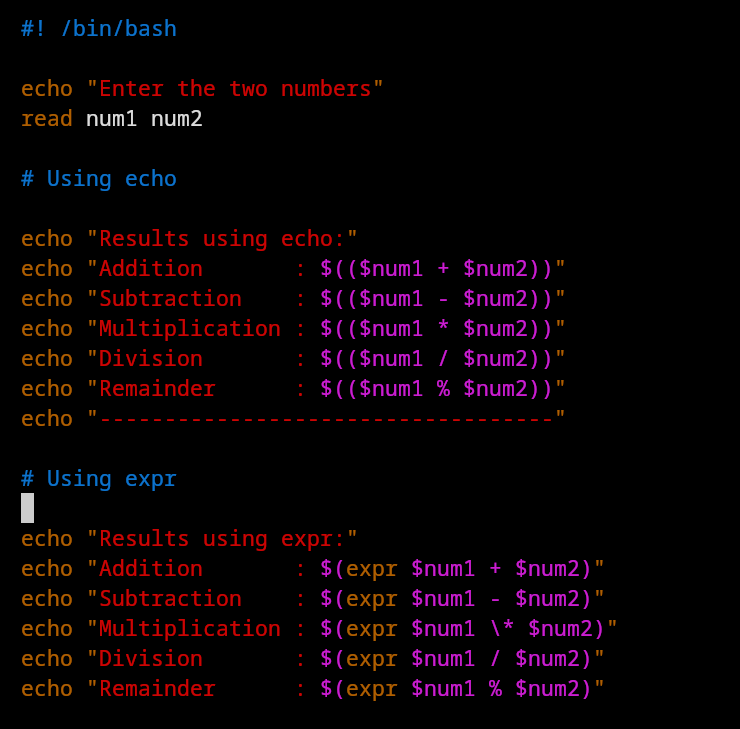 #! /bin/bash
echo "Enter the two numbers"
read num1 num2
# Using echo
echo "Results using echo:"
echo "Addition       : $(($num1 + $num2))"
echo "Subtraction    : $(($num1 - $num2))"
echo "Multiplication : $(($num1 * $num2))"
echo "Division       : $(($num1 / $num2))"
echo "Remainder      : $(($num1 % $num2))"
echo "-----------------------------------"
# Using expr
echo "Results using expr:"
echo "Addition       : $(expr $num1 + $num2)"
echo "Subtraction    : $(expr $num1 - $num2)"
echo "Multiplication : $(expr $num1 \* $num2)"
echo "Division       : $(expr $num1 / $num2)"
echo "Remainder      : $(expr $num1 % $num2)"